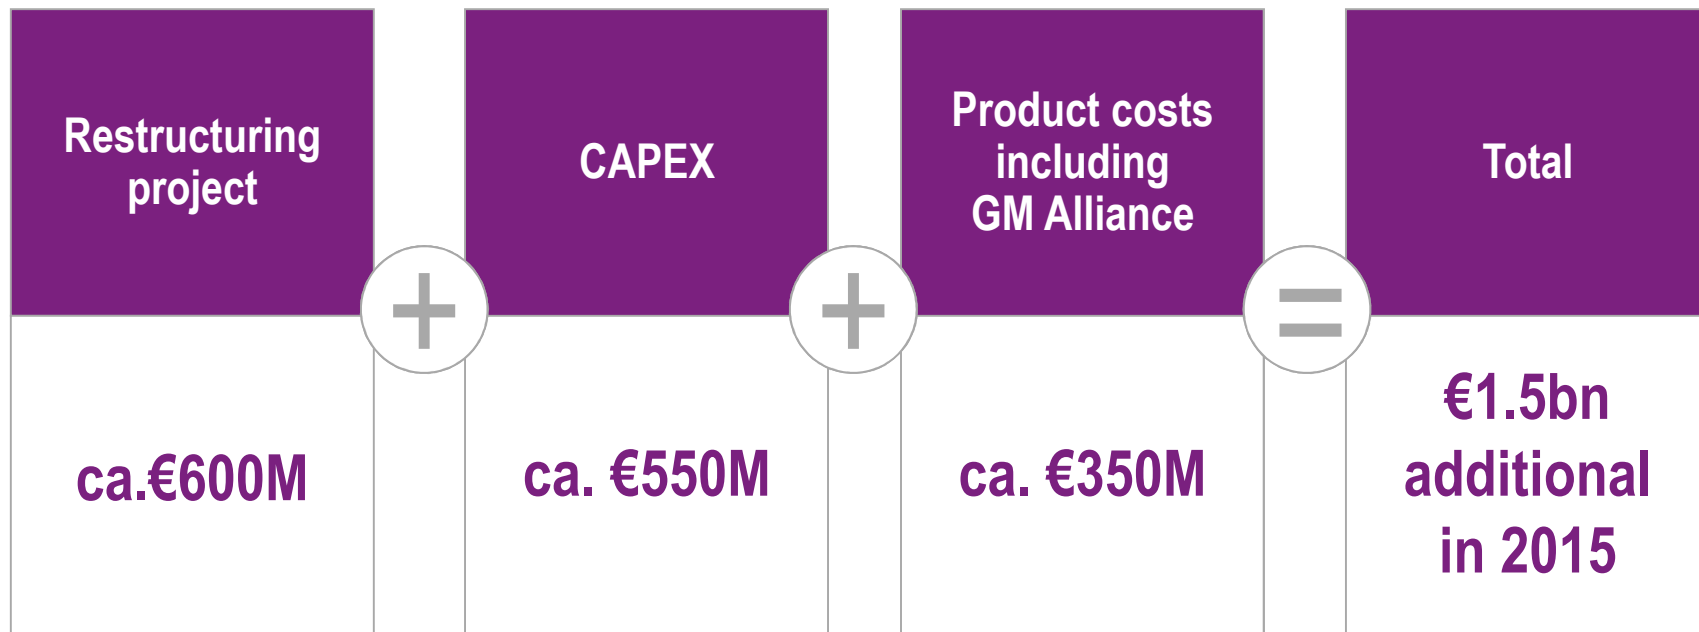 Restructuring
project
CAPEX
Product costs
including
GM Alliance
Total
+
+
=
ca.€600M
ca. €550M
ca. €350M
€1.5bn
additional
in 2015